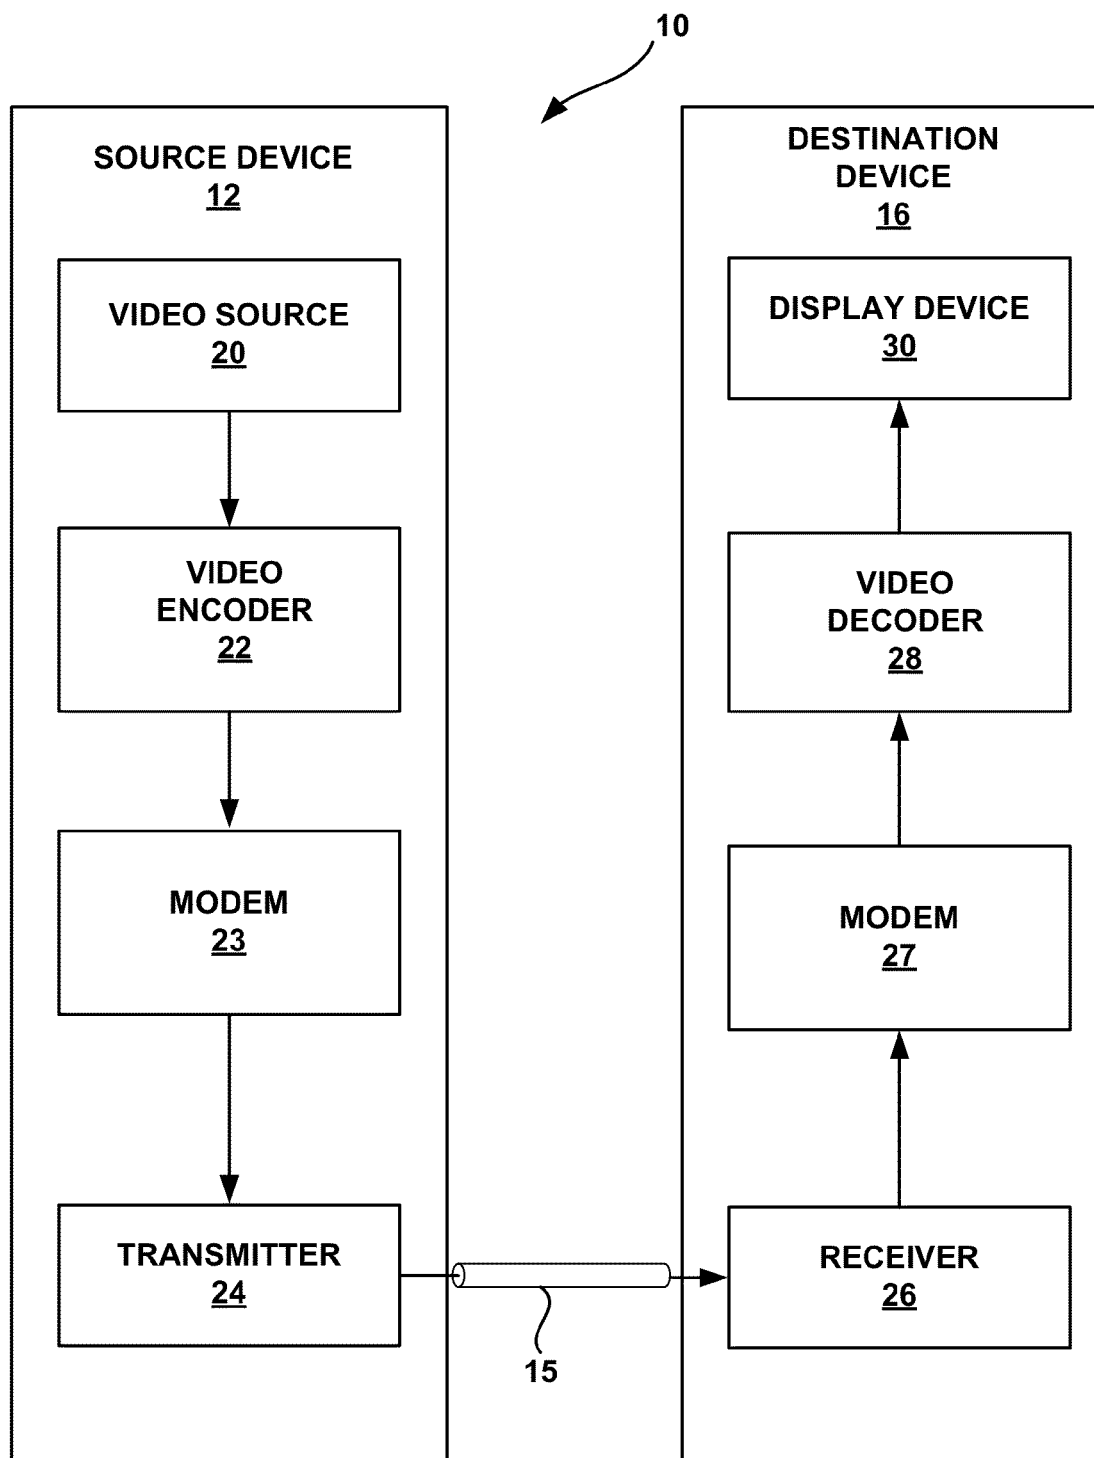 10
SOURCE DEVICE
12
VIDEO SOURCE
20
VIDEO
ENCODER
22
MODEM
23
TRANSMITTER
24
15
DESTINATION
DEVICE
16
DISPLAY DEVICE
30
VIDEO
DECODER
28
MODEM
27
RECEIVER
26